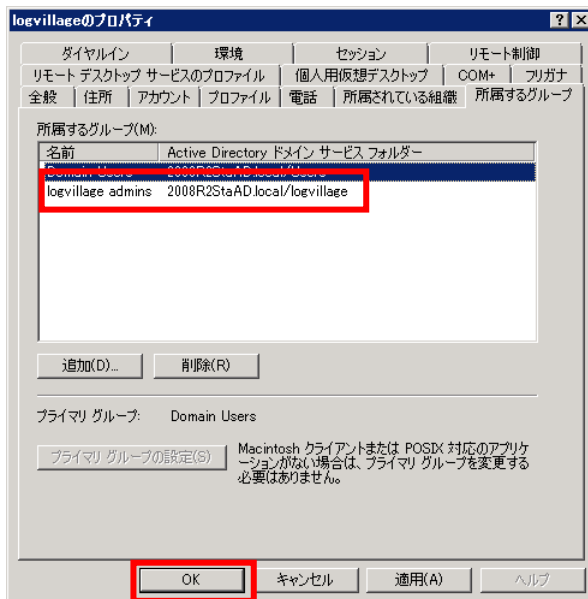 logvillageのプロパティ
ダイヤルイン 環境 セッション リモート制御
リモート デスクトップ サービスのプロファイル 個人用仮想デスクトップ COM+ フリガナ
全般 住所 アカウント プロファイル 電話 所属されている組織 所属するグループ
所属するグループ(M):
名前 Active Directory ドメイン サービス フォルダー
Domain Users 2008R2StaAD.local/Users
logvillage admins 2008R2StaAD.local/logvillage
追加(D)... 削除(R)
プライマリ グループ: Domain Users
プライマリ グループの設定(S)
Macintosh クライアントまたは POSIX 対応のアプリケ
ーションがない場合は、プライマリ グループを変更する
必要はありません。
OK キャンセル 適用(A) ヘルプ